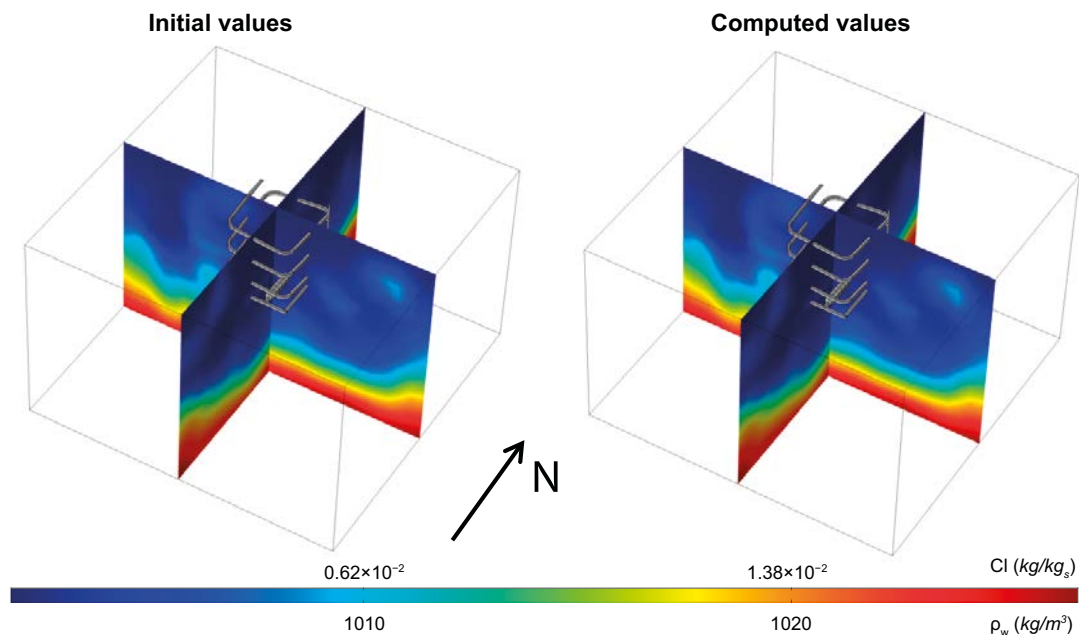 Initial values
Computed values
N
0.62×10⁻²
1.38×10⁻²
Cl (kg/kgₛ)
1010
1020
ρ_w (kg/m³)